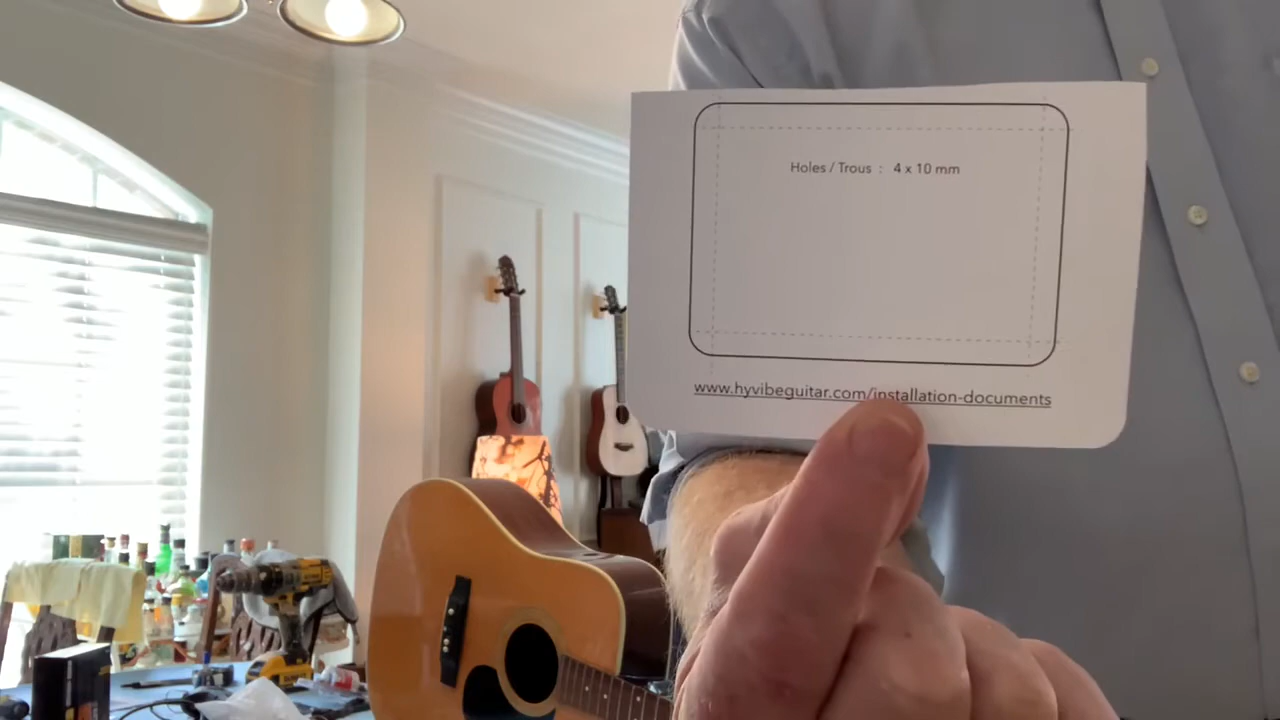 Holes / Trous : 4 x 10 mm
www.hyvibeguitar.com/installation-documents